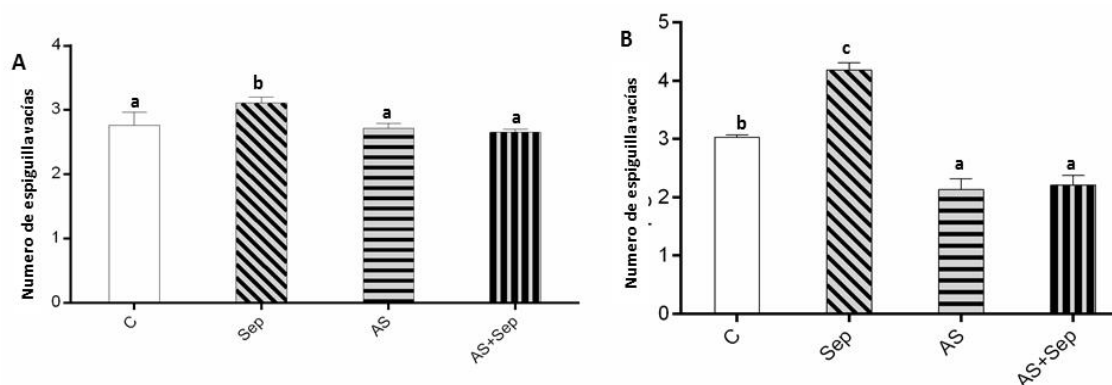 A
Numero de espiguilla vacías
4
3
2
1
0
a
b
a
a
C
Sep
AS
AS+Sep
B
Numero de espiguilla vacías
5
4
3
2
1
0
b
c
a
a
C
Sep
AS
AS+Sep